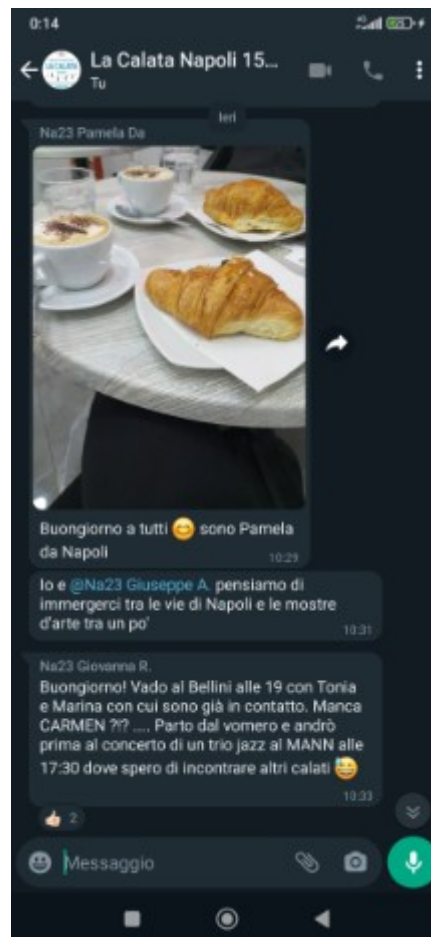 0:14
La Calata Napoli 15...
Tu
Ieri
Na23 Pamela Da
Buongiorno a tutti 😊 sono Pamela
da Napoli
10:29
Io e @Na23 Giuseppe A. pensiamo di
immergerci tra le vie di Napoli e le mostre
d'arte tra un po'
10:31
Na23 Giovanna R.
Buongiorno! Vado al Bellini alle 19 con Tonia
e Marina con cui sono già in contatto. Manca
CARMEN ?!? .... Parto dal vomero e andrò
prima al concerto di un trio jazz al MANN alle
17:30 dove spero di incontrare altri calati 😅
10:33
👍🏻 2
Messaggio